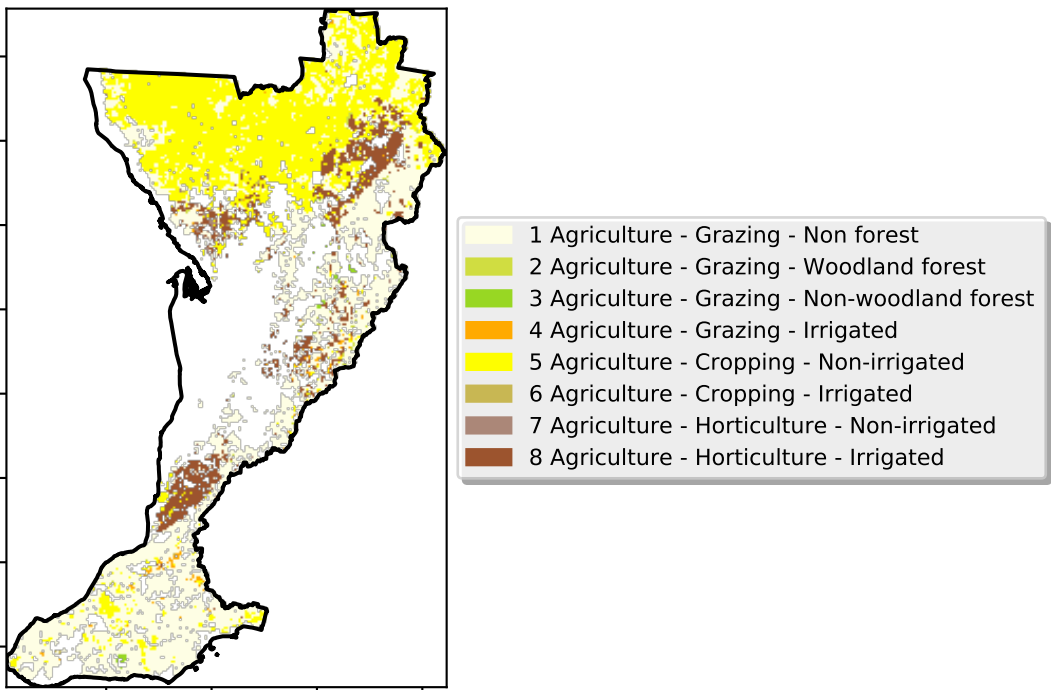 1 Agriculture - Grazing - Non forest
2 Agriculture - Grazing - Woodland forest
3 Agriculture - Grazing - Non-woodland forest
4 Agriculture - Grazing - Irrigated
5 Agriculture - Cropping - Non-irrigated
6 Agriculture - Cropping - Irrigated
7 Agriculture - Horticulture - Non-irrigated
8 Agriculture - Horticulture - Irrigated